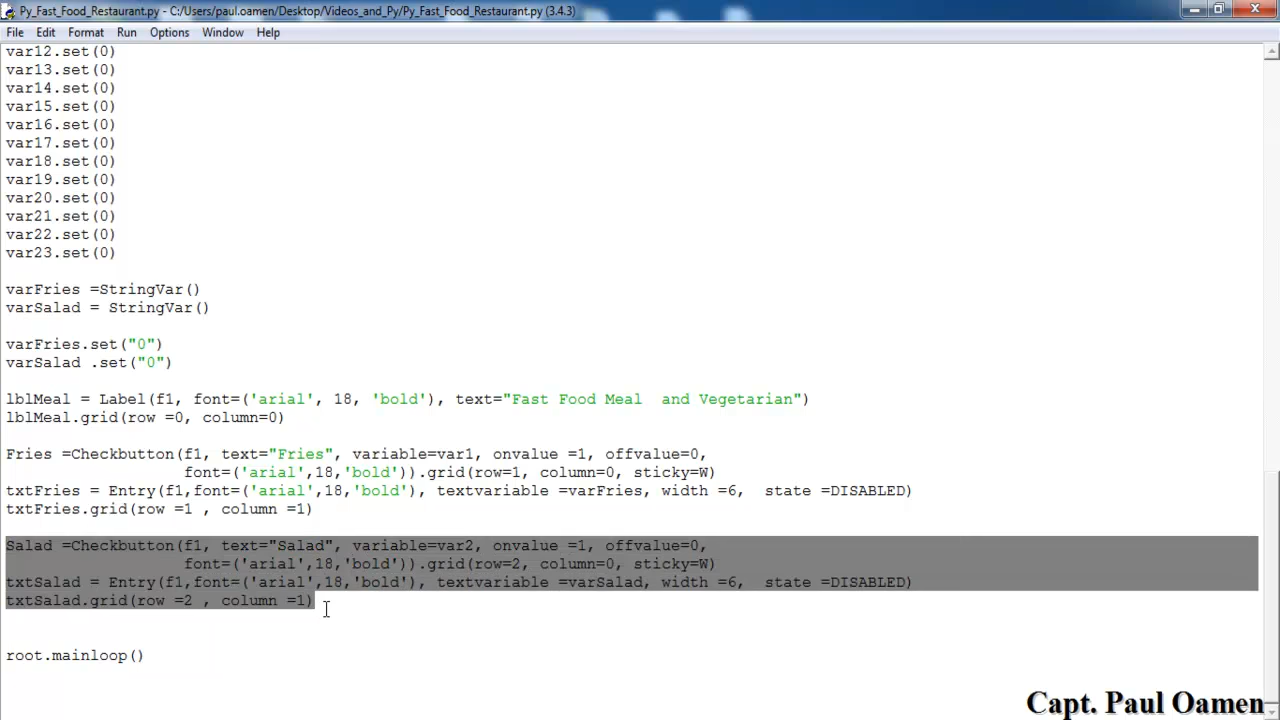 Py_Fast_Food_Restaurant.py - C:/Users/paul.oamen/Desktop/Videos_and_Py/Py_Fast_Food_Restaurant.py (3.4.3)
File Edit Format Run Options Window Help
var12.set(0)
var13.set(0)
var14.set(0)
var15.set(0)
var16.set(0)
var17.set(0)
var18.set(0)
var19.set(0)
var20.set(0)
var21.set(0)
var22.set(0)
var23.set(0)
varFries =StringVar()
varSalad = StringVar()
varFries.set("0")
varSalad .set("0")
lblMeal = Label(f1, font=('arial', 18, 'bold'), text="Fast Food Meal  and Vegetarian")
lblMeal.grid(row =0, column=0)
Fries =Checkbutton(f1, text="Fries", variable=var1, onvalue =1, offvalue=0,
font=('arial',18,'bold')).grid(row=1, column=0, sticky=W)
txtFries = Entry(f1,font=('arial',18,'bold'), textvariable =varFries, width =6,  state =DISABLED)
txtFries.grid(row =1 , column =1)
Salad =Checkbutton(f1, text="Salad", variable=var2, onvalue =1, offvalue=0,
font=('arial',18,'bold')).grid(row=2, column=0, sticky=W)
txtSalad = Entry(f1,font=('arial',18,'bold'), textvariable =varSalad, width =6,  state =DISABLED)
txtSalad.grid(row =2 , column =1)
root.mainloop()
Capt. Paul Oamen